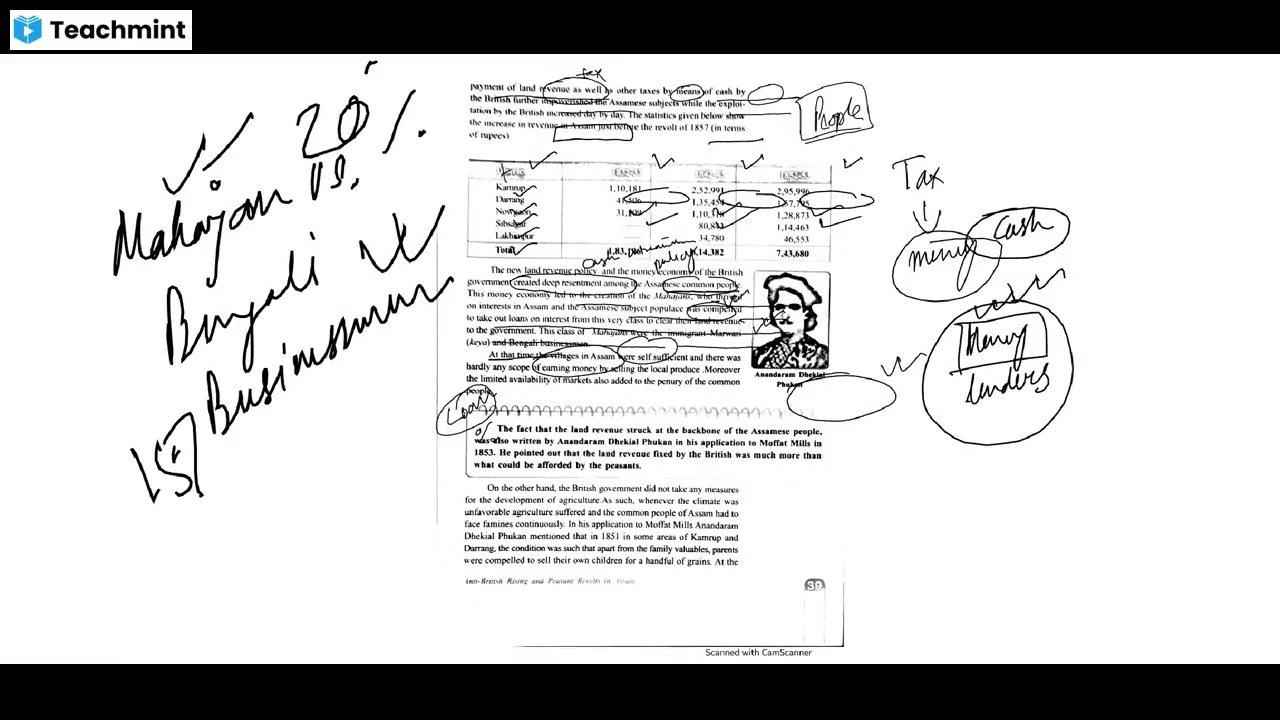 Teachmint
tax
payment of land revenue as well as other taxes by means of cash by
the British further impoverished the Assamese subjects while the exploi-
tation by the British increased day by day. The statistics given below show
the increase in revenue in Assam just before the revolt of 1857 (in terms
of rupees)
People
Kamrup 1,10,181 2,52,991 2,95,996
Darrang 1,35,454
Nowgaon 1,28,873
Sibsagar 1,14,463
Lakhimpur 34,780 46,553
Total 7,43,680
cash
policy
The new land revenue policy and the money economy of the British
government created deep resentment among the Assamese common people.
This money economy led to the creation of the Mahajans, who thrived
on interests in Assam and the Assamese subject populace was compelled
to take out loans on interest from this very class to clear their land revenue
to the government. This class of Mahajans were the immigrant Marwari
(keya) and Bengali businessmen.
At that time the villages in Assam were self sufficient and there was
hardly any scope of earning money by selling the local produce .Moreover
the limited availability of markets also added to the penury of the common
people.
Anandaram Dhekial
Phukan
Loan
The fact that the land revenue struck at the backbone of the Assamese people,
was also written by Anandaram Dhekial Phukan in his application to Moffat Mills in
1853. He pointed out that the land revenue fixed by the British was much more than
what could be afforded by the peasants.
On the other hand, the British government did not take any measures
for the development of agriculture.As such, whenever the climate was
unfavorable agriculture suffered and the common people of Assam had to
face famines continuously. In his application to Moffat Mills Anandaram
Dhekial Phukan mentioned that in 1851 in some areas of Kamrup and
Darrang, the condition was such that apart from the family valuables, parents
were compelled to sell their own children for a handful of grains. At the
Anti-British Rising and Peasant Revolts in Assam
39
Scanned with CamScanner
20%
Mahajan
Bengali
Tax
money cash
Money
lenders